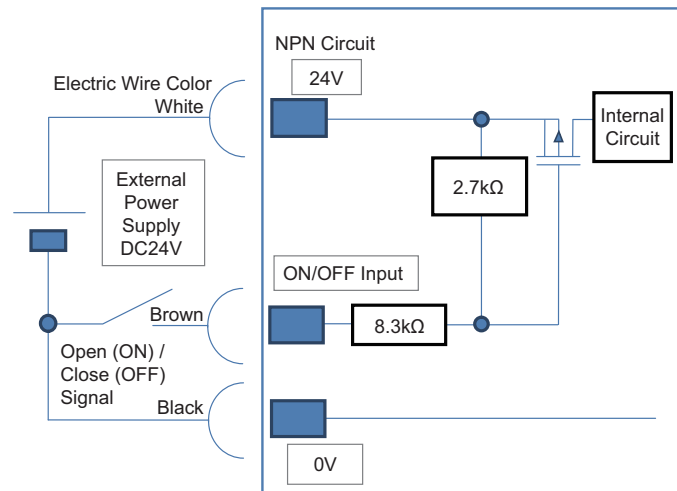 NPN Circuit
24V
Electric Wire Color
White
Internal
Circuit
External
Power
Supply
DC24V
2.7kΩ
ON/OFF Input
Brown
8.3kΩ
Open (ON) /
Close (OFF)
Signal
Black
0V